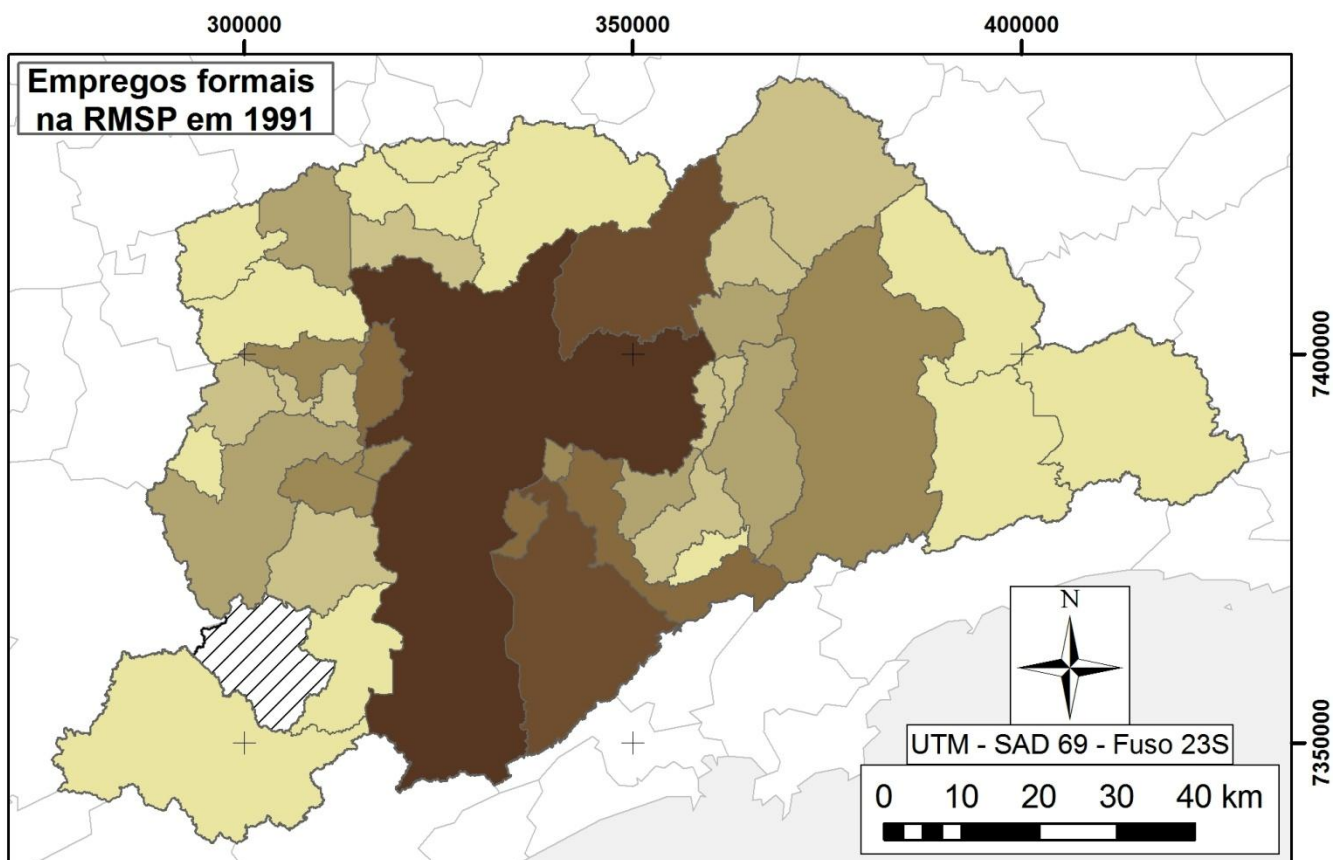 300000
350000
400000
Empregos formais
na RMSP em 1991
7400000
7350000
N
UTM - SAD 69 - Fuso 23S
0 10 20 30 40 km